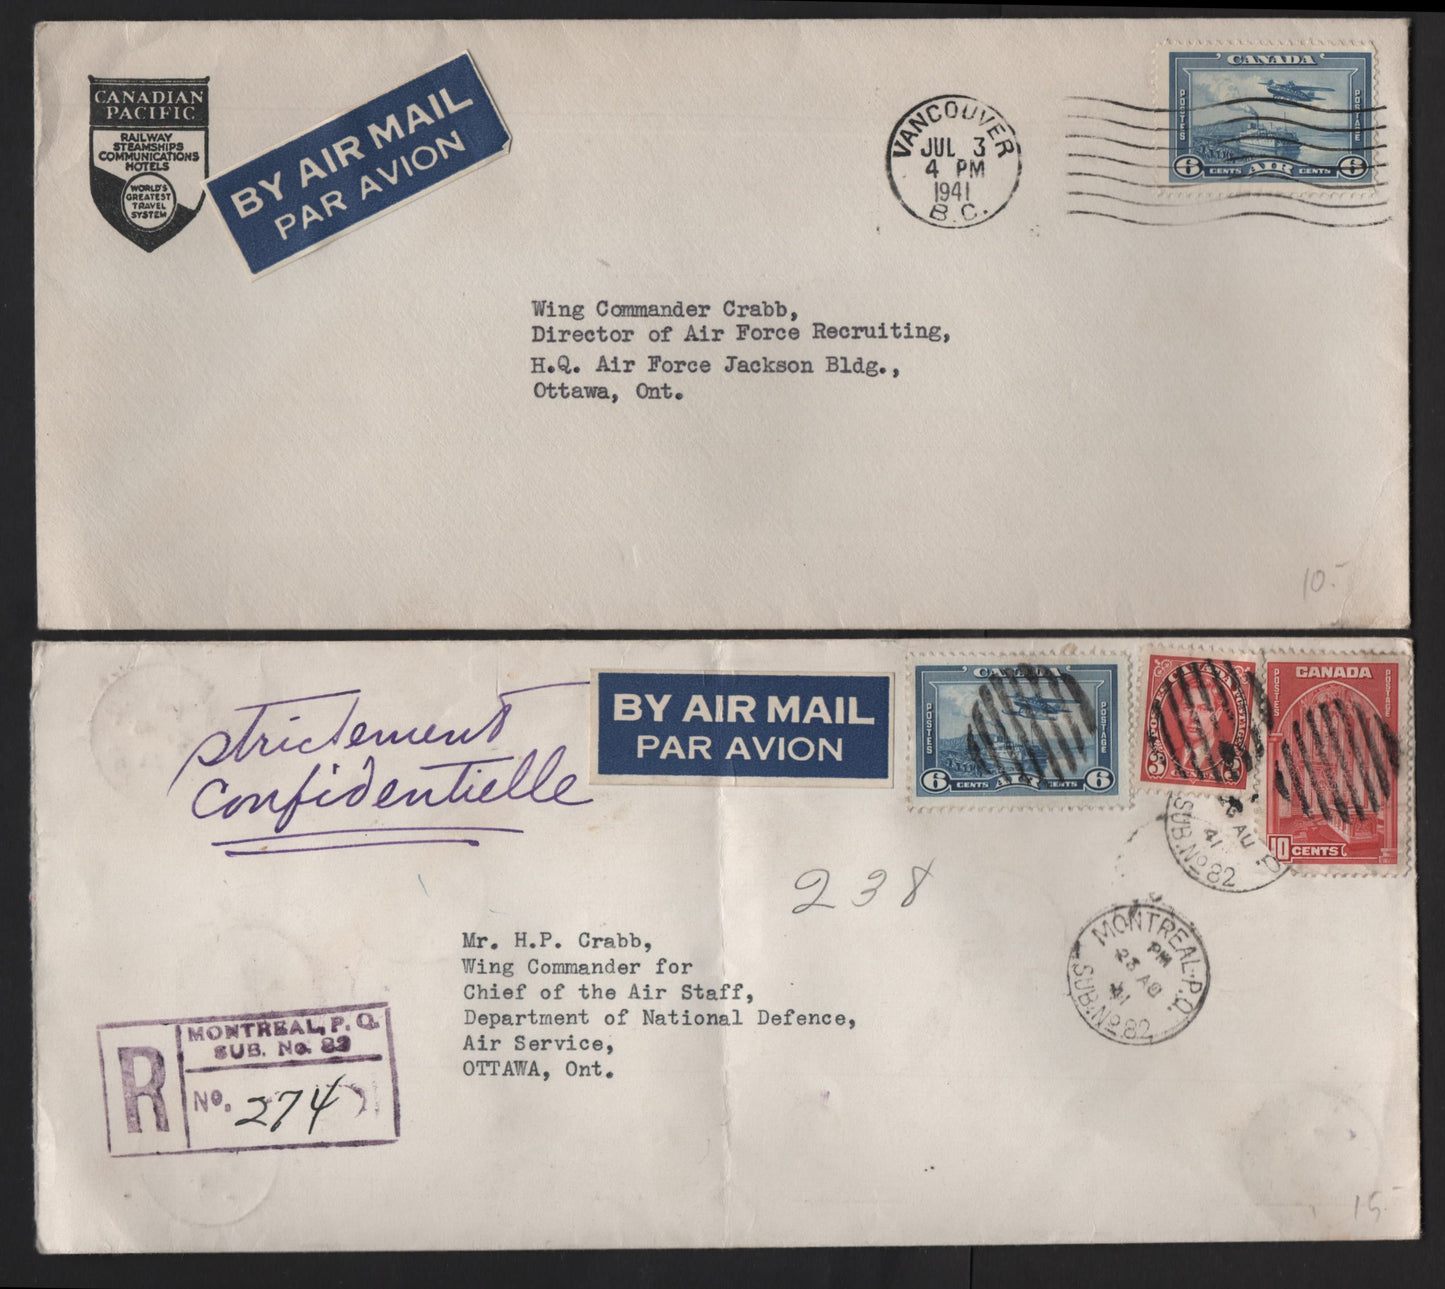 CANADIAN
PACIFIC
RAILWAY
STEAMSHIPS
COMMUNICATIONS
HOTELS
WORLD'S
GREATEST
TRAVEL
SYSTEM
BY AIR MAIL
PAR AVION
VANCOUVER
JUL 3
4 PM
1941
B.C.
CANADA
POSTES
POSTAGE
6 CENTS AIR CENTS 6
Wing Commander Crabb,
Director of Air Force Recruiting,
H.Q. Air Force Jackson Bldg.,
Ottawa, Ont.
10.-
strictement
confidentielle
BY AIR MAIL
PAR AVION
CANADA
POSTES
POSTAGE
6 CENTS AIR CENTS 6
3
CANADA
POSTES
POSTAGE
10 CENTS
AU
41
SUB. No 82
238
MONTREAL·P.Q.
PM
23 AU
41
SUB. No 82
Mr. H.P. Crabb,
Wing Commander for
Chief of the Air Staff,
Department of National Defence,
Air Service,
OTTAWA, Ont.
R
MONTREAL, P. Q.
SUB. No. 82
No. 274
15.-